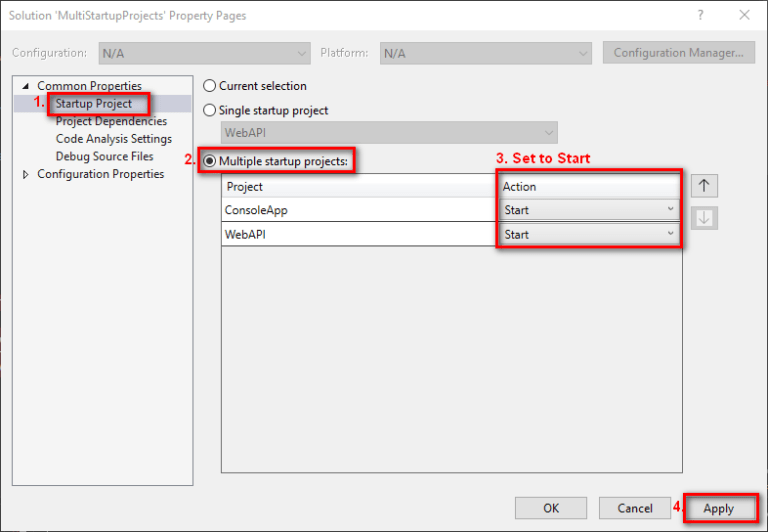 Solution 'MultiStartupProjects' Property Pages
? ×
Configuration: N/A Platform: N/A Configuration Manager...
Common Properties
1. Startup Project
Project Dependencies
Code Analysis Settings
Debug Source Files
Configuration Properties
Current selection
Single startup project
WebAPI
2. Multiple startup projects:
3. Set to Start
Project Action
ConsoleApp Start
WebAPI Start
OK Cancel 4. Apply